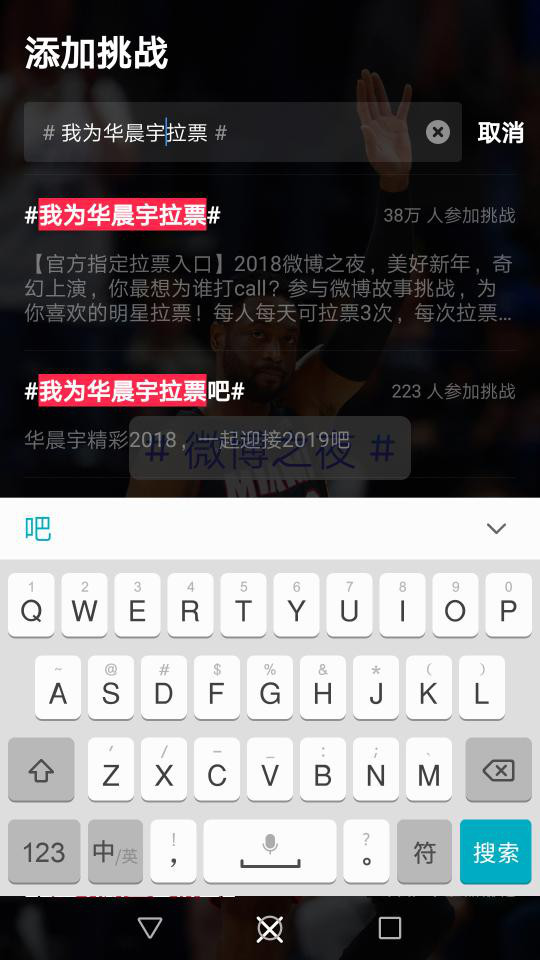 添加挑战
# 我为华晨宇拉票 #
取消
#我为华晨宇拉票#
38万 人参加挑战
【官方指定拉票入口】2018微博之夜，美好新年，奇
幻上演，你最想为谁打call？参与微博故事挑战，为
你喜欢的明星拉票！每人每天可拉票3次，每次拉票...
#我为华晨宇拉票吧#
223 人参加挑战
华晨宇精彩2018，一起迎接2019吧
# 微博之夜 #
吧
1 2 3 4 5 6 7 8 9 0
Q W E R T Y U I O P
~ @ # $ % & * ( )
A S D F G H J K L
′ / – _ : ; 、
Z X C V B N M
! ?
123 中/英 ， 。 符 搜索